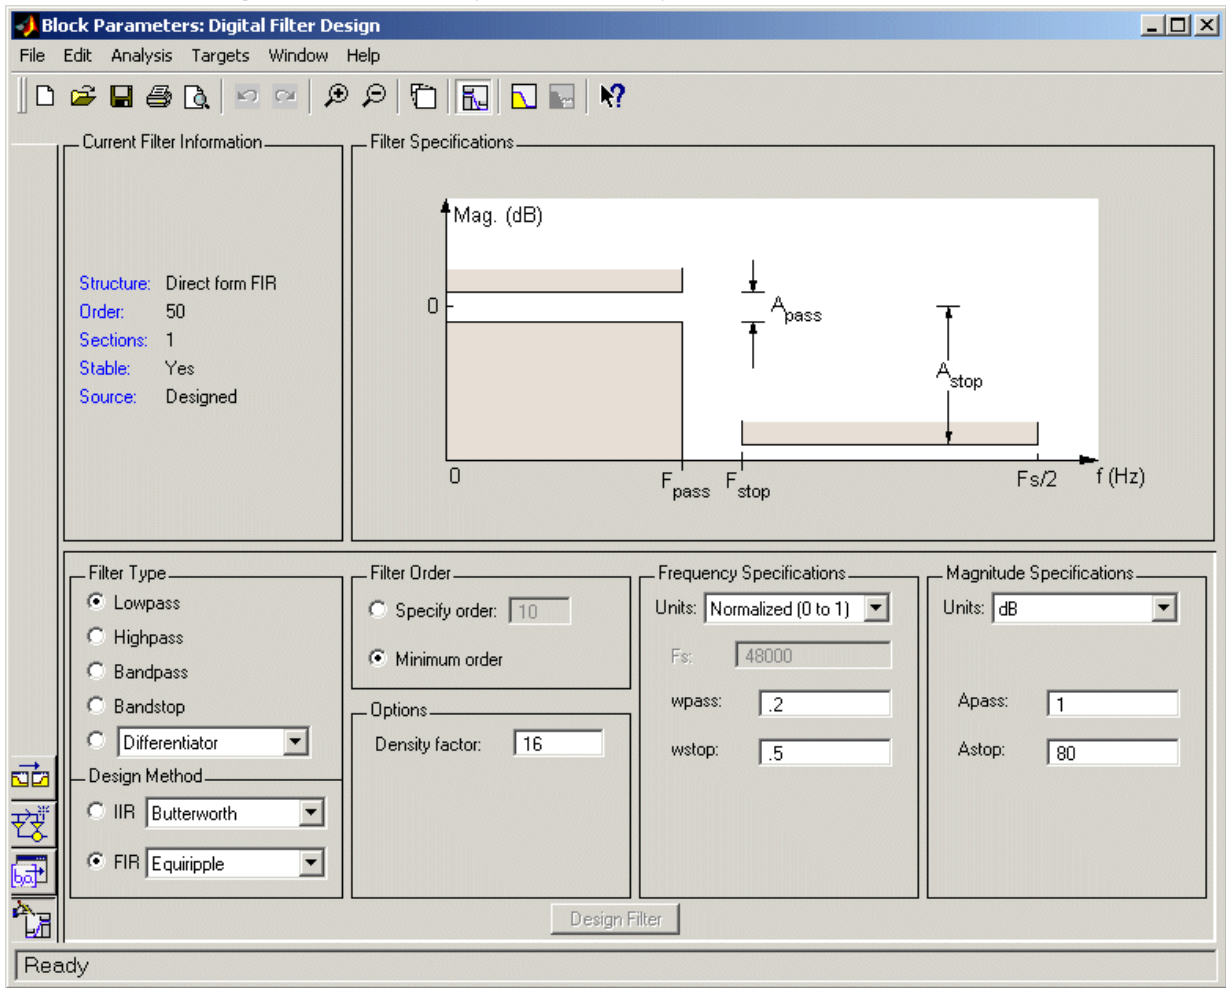 Block Parameters: Digital Filter Design
File Edit Analysis Targets Window Help
Current Filter Information
Structure: Direct form FIR
Order: 50
Sections: 1
Stable: Yes
Source: Designed
Filter Specifications
Mag. (dB)
0
Apass
Astop
0
Fpass
Fstop
Fs/2
f (Hz)
Filter Type
Lowpass
Highpass
Bandpass
Bandstop
Differentiator
Design Method
IIR Butterworth
FIR Equiripple
Filter Order
Specify order: 10
Minimum order
Options
Density factor: 16
Frequency Specifications
Units: Normalized (0 to 1)
Fs: 48000
wpass: .2
wstop: .5
Magnitude Specifications
Units: dB
Apass: 1
Astop: 80
[b,a]
Design Filter
Ready